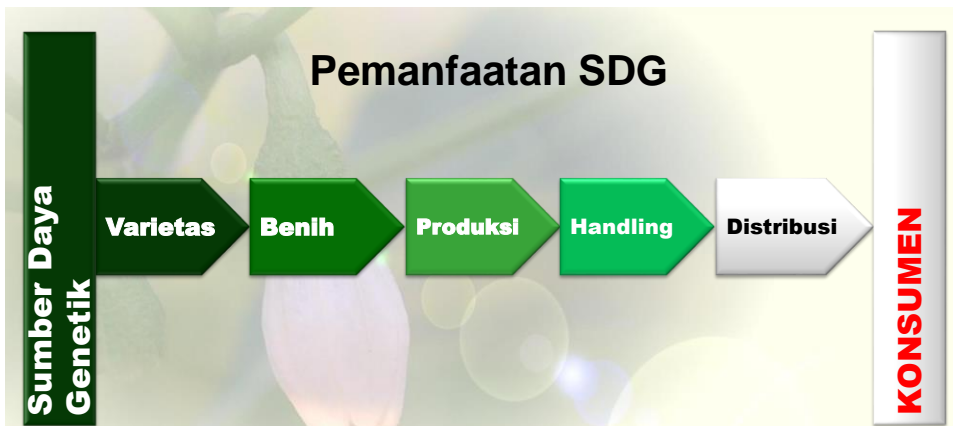 Pemanfaatan SDG
Sumber Daya
Genetik
Varietas
Benih
Produksi
Handling
Distribusi
KONSUMEN